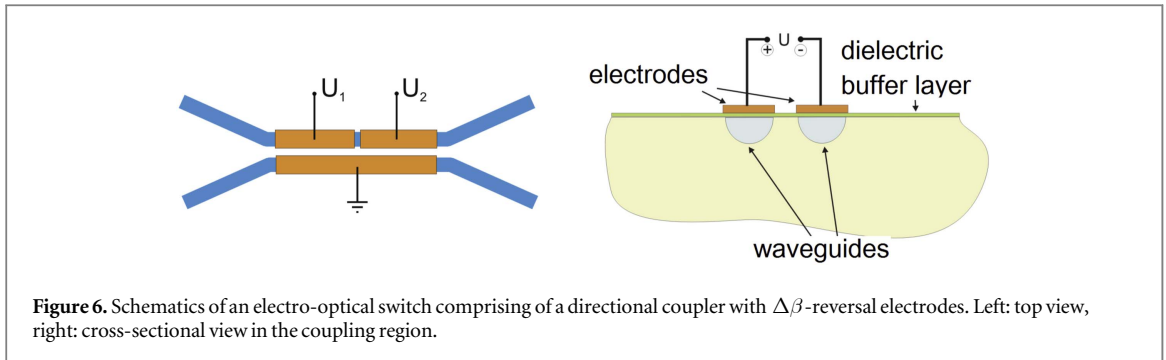 U₁
U₂
U
+ -
electrodes
dielectric
buffer layer
waveguides
Figure 6. Schematics of an electro-optical switch comprising of a directional coupler with Δβ-reversal electrodes. Left: top view,
right: cross-sectional view in the coupling region.